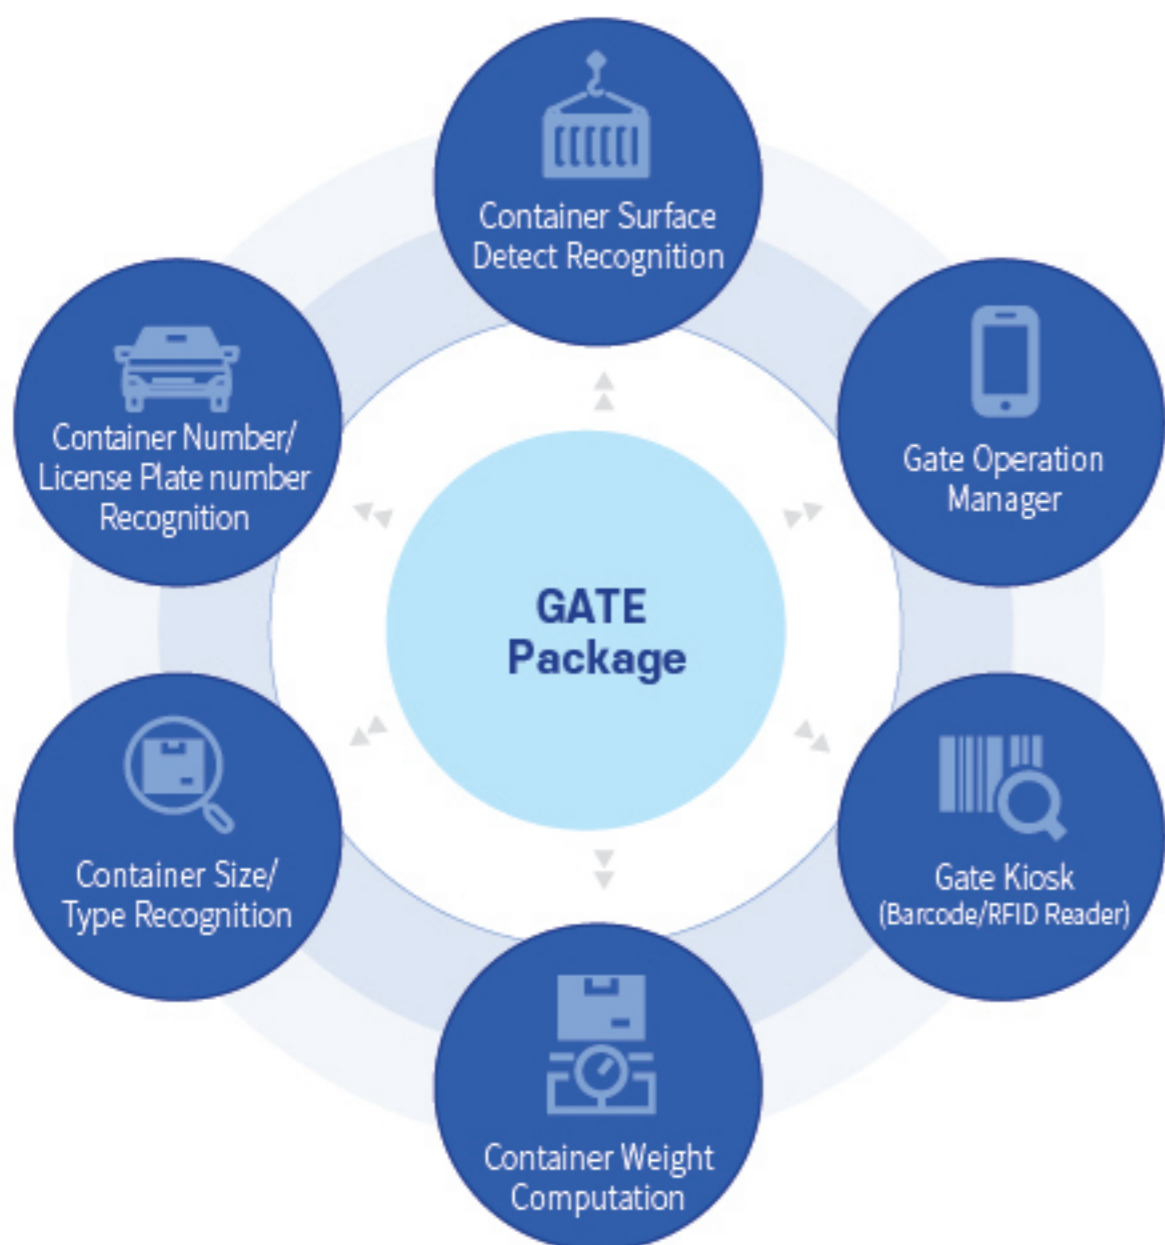 Container Surface
Detect Recognition
Container Number/
License Plate number
Recognition
Gate Operation
Manager
GATE
Package
Container Size/
Type Recognition
Gate Kiosk
(Barcode/RFID Reader)
Container Weight
Computation